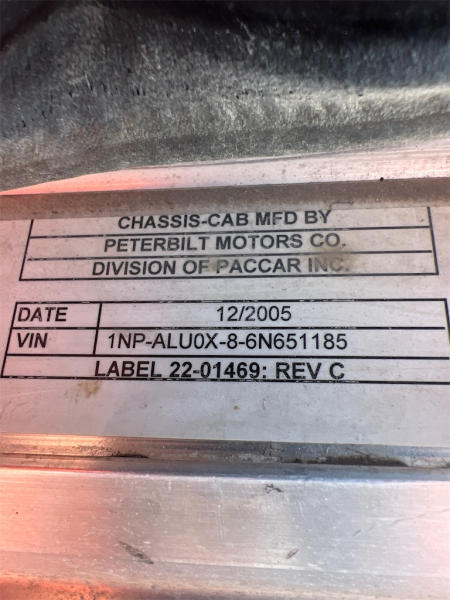 CHASSIS-CAB MFD BY
PETERBILT MOTORS CO.
DIVISION OF PACCAR INC.
DATE 12/2005
VIN 1NP-ALU0X-8-6N651185
LABEL 22-01469: REV C